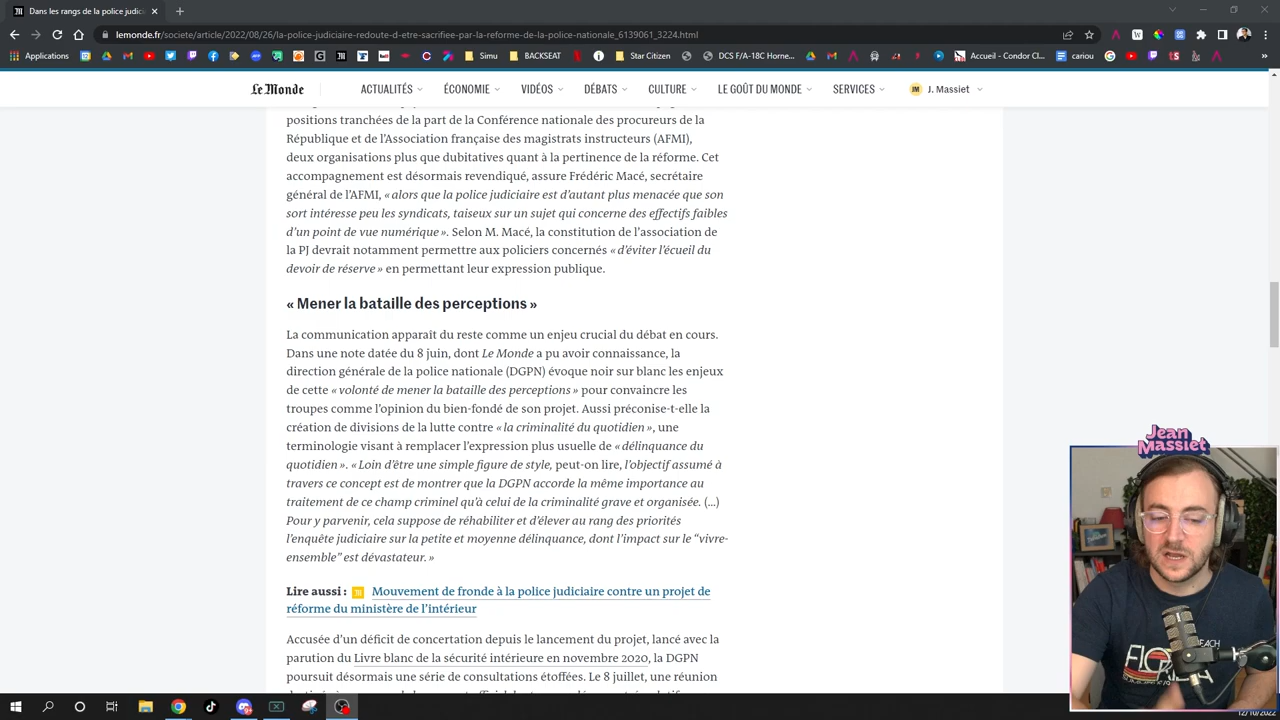 Dans les rangs de la police judic
lemonde.fr/societe/article/2022/08/26/la-police-judiciaire-redoute-d-etre-sacrifiee-par-la-reforme-de-la-police-nationale_6139061_3224.html
Applications
Simu
BACKSEAT
Star Citizen
DCS F/A-18C Horne...
Accueil - Condor Cl...
cariou
Le Monde
ACTUALITÉS
ÉCONOMIE
VIDÉOS
DÉBATS
CULTURE
LE GOÛT DU MONDE
SERVICES
JM
J. Massiet
positions tranchées de la part de la Conférence nationale des procureurs de la
République et de l’Association française des magistrats instructeurs (AFMI),
deux organisations plus que dubitatives quant à la pertinence de la réforme. Cet
accompagnement est désormais revendiqué, assure Frédéric Macé, secrétaire
général de l’AFMI, « alors que la police judiciaire est d’autant plus menacée que son
sort intéresse peu les syndicats, taiseux sur un sujet qui concerne des effectifs faibles
d’un point de vue numérique ». Selon M. Macé, la constitution de l’association de
la PJ devrait notamment permettre aux policiers concernés « d’éviter l’écueil du
devoir de réserve » en permettant leur expression publique.
« Mener la bataille des perceptions »
La communication apparaît du reste comme un enjeu crucial du débat en cours.
Dans une note datée du 8 juin, dont Le Monde a pu avoir connaissance, la
direction générale de la police nationale (DGPN) évoque noir sur blanc les enjeux
de cette « volonté de mener la bataille des perceptions » pour convaincre les
troupes comme l’opinion du bien-fondé de son projet. Aussi préconise-t-elle la
création de divisions de la lutte contre « la criminalité du quotidien », une
terminologie visant à remplacer l’expression plus usuelle de « délinquance du
quotidien ». « Loin d’être une simple figure de style, peut-on lire, l’objectif assumé à
travers ce concept est de montrer que la DGPN accorde la même importance au
traitement de ce champ criminel qu’à celui de la criminalité grave et organisée. (…)
Pour y parvenir, cela suppose de réhabiliter et d’élever au rang des priorités
l’enquête judiciaire sur la petite et moyenne délinquance, dont l’impact sur le “vivre-
ensemble” est dévastateur. »
Lire aussi : Mouvement de fronde à la police judiciaire contre un projet de
réforme du ministère de l’intérieur
Accusée d’un déficit de concertation depuis le lancement du projet, lancé avec la
parution du Livre blanc de la sécurité intérieure en novembre 2020, la DGPN
poursuit désormais une série de consultations étoffées. Le 8 juillet, une réunion
Jean
Massiet
12/10/2022